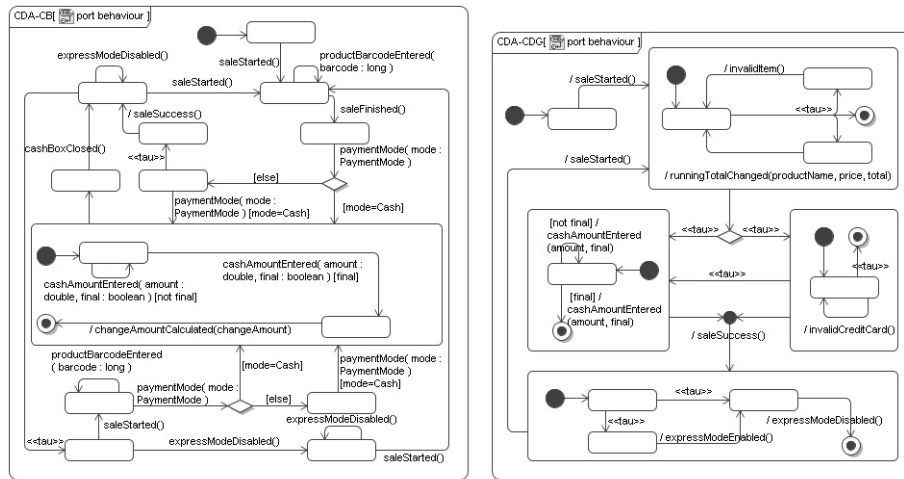 CDA-CB[ port behaviour ]
saleStarted()
expressModeDisabled()
productBarcodeEntered(
barcode : long )
saleStarted()
saleFinished()
/ saleSuccess()
cashBoxClosed()
<<tau>>
paymentMode( mode :
PaymentMode )
[else]
paymentMode( mode :
PaymentMode ) [mode=Cash]
[mode=Cash]
cashAmountEntered( amount :
double, final : boolean ) [final]
cashAmountEntered( amount :
double, final : boolean ) [not final]
/ changeAmountCalculated(changeAmount)
productBarcodeEntered
( barcode : long )
[mode=Cash]
paymentMode( mode :
PaymentMode )
[mode=Cash]
paymentMode( mode :
PaymentMode )
[else]
saleStarted()
expressModeDisabled()
<<tau>>
expressModeDisabled()
saleStarted()
CDA-CDG[ port behaviour ]
/ saleStarted()
/ invalidItem()
<<tau>>
/ saleStarted()
/ runningTotalChanged(productName, price, total)
<<tau>>
<<tau>>
[not final] /
cashAmountEntered
(amount, final)
<<tau>>
<<tau>>
[final] /
cashAmountEntered
(amount, final)
/ invalidCreditCard()
/ saleSuccess()
<<tau>>
<<tau>>
/ expressModeDisabled()
/ expressModeEnabled()